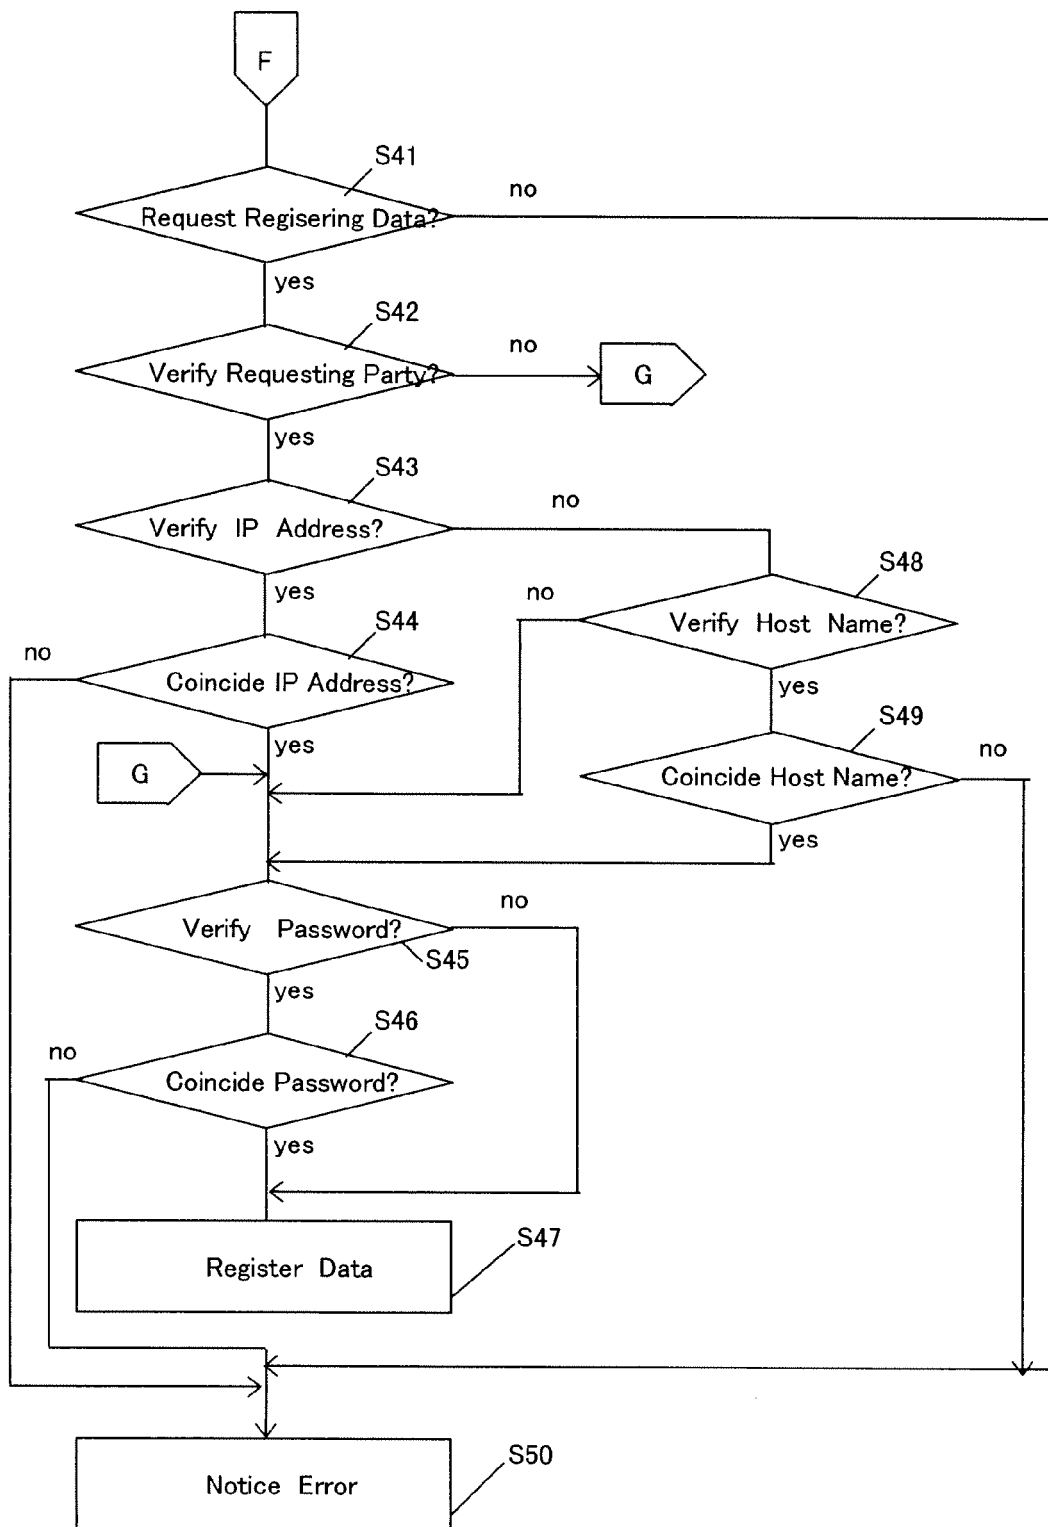 F
S41
no
Request Regisering Data?
yes
S42
no
Verify Requesting Party?
G
yes
S43
no
Verify IP Address?
yes
S48
no
Verify Host Name?
S44
no
Coincide IP Address?
yes
S49
yes
no
G
Coincide Host Name?
yes
no
Verify Password?
S45
yes
S46
no
Coincide Password?
yes
S47
Register Data
S50
Notice Error